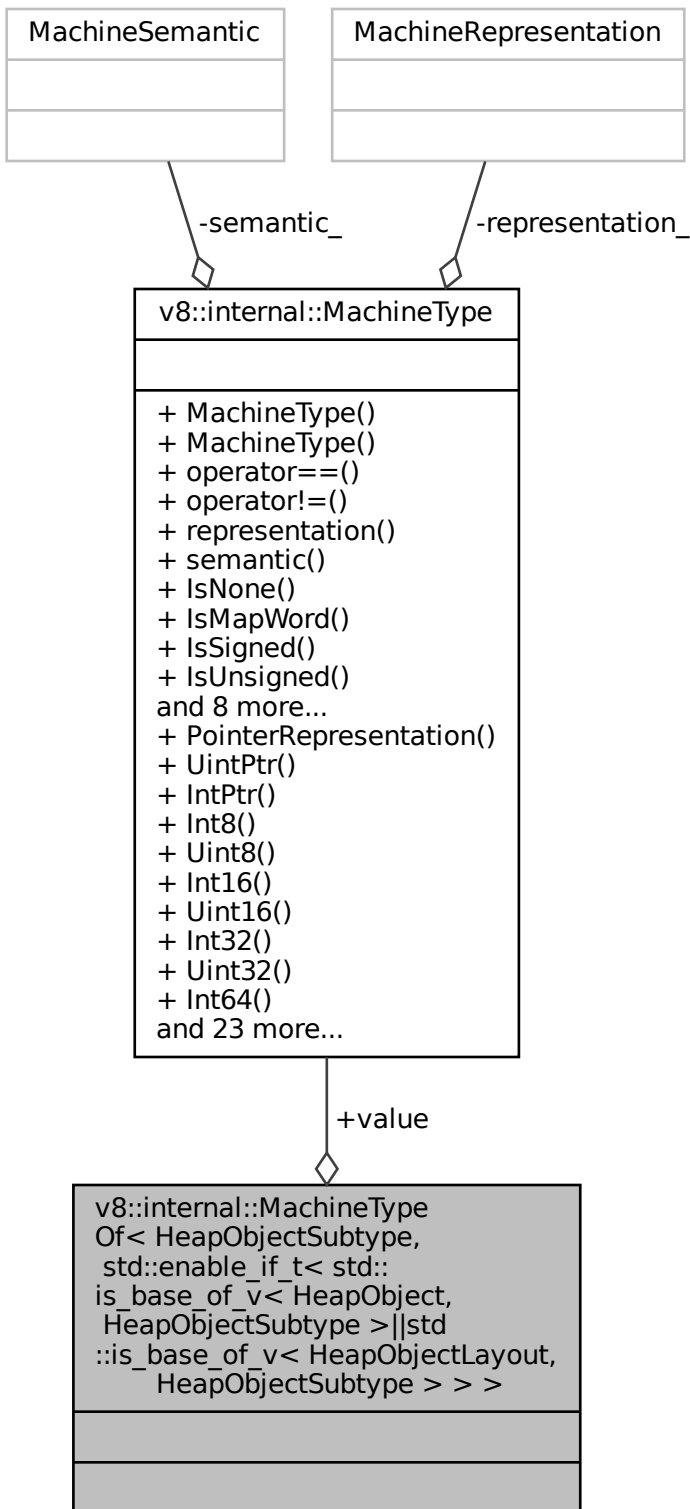 MachineSemantic
MachineRepresentation
-semantic_
-representation_
v8::internal::MachineType
+ MachineType()
+ MachineType()
+ operator==()
+ operator!=()
+ representation()
+ semantic()
+ IsNone()
+ IsMapWord()
+ IsSigned()
+ IsUnsigned()
and 8 more...
+ PointerRepresentation()
+ UintPtr()
+ IntPtr()
+ Int8()
+ Uint8()
+ Int16()
+ Uint16()
+ Int32()
+ Uint32()
+ Int64()
and 23 more...
+value
v8::internal::MachineType
Of< HeapObjectSubtype,
std::enable_if_t< std::
is_base_of_v< HeapObject,
HeapObjectSubtype >||std
::is_base_of_v< HeapObjectLayout,
HeapObjectSubtype > > >